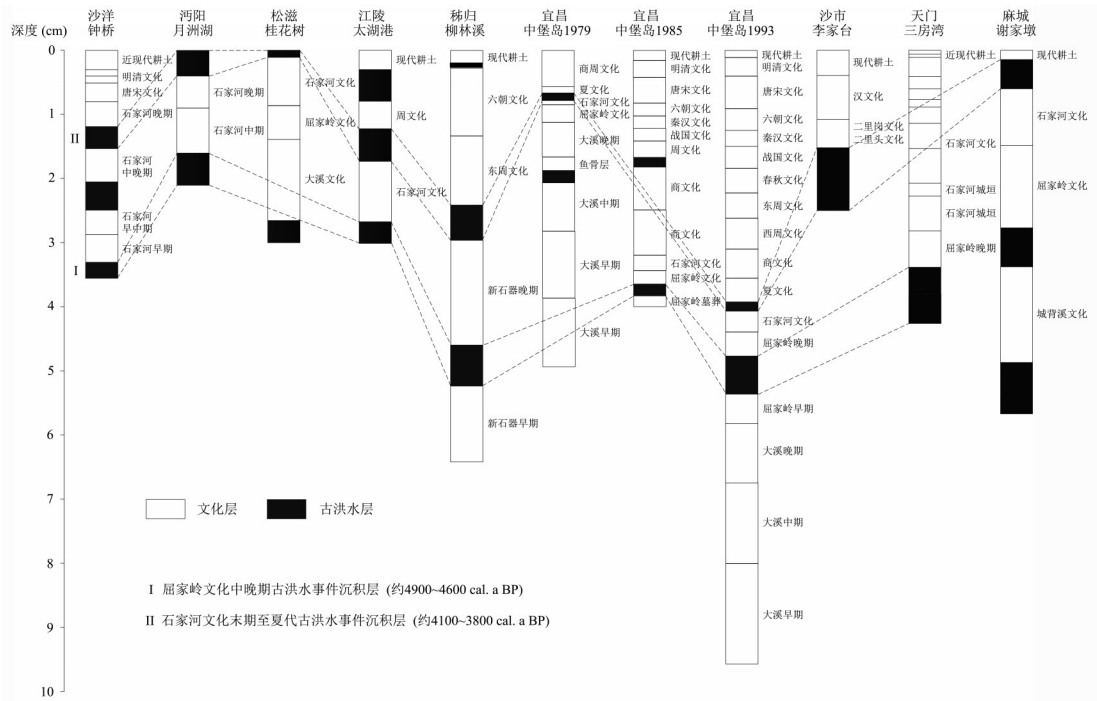 深度 (cm)
沙洋
钟桥
沔阳
月洲湖
松滋
桂花树
江陵
太湖港
秭归
柳林溪
宜昌
中堡岛1979
宜昌
中堡岛1985
宜昌
中堡岛1993
沙市
李家台
天门
三房湾
麻城
谢家墩
0
1
2
3
4
5
6
7
8
9
10
II
I
近现代耕土
明清文化
唐宋文化
石家河晚期
石家河
中晚期
石家河
早中期
石家河早期
石家河晚期
石家河中期
石家河文化
屈家岭文化
大溪文化
现代耕土
周文化
石家河文化
现代耕土
六朝文化
东周文化
新石器晚期
新石器早期
商周文化
夏文化
石家河文化
屈家岭文化
大溪晚期
鱼骨层
大溪中期
大溪早期
大溪早期
现代耕土
明清文化
唐宋文化
六朝文化
秦汉文化
战国文化
周文化
商文化
商文化
石家河文化
屈家岭文化
屈家岭墓葬
现代耕土
明清文化
唐宋文化
六朝文化
秦汉文化
战国文化
春秋文化
东周文化
西周文化
商文化
夏文化
石家河文化
屈家岭晚期
屈家岭早期
大溪晚期
大溪中期
大溪早期
现代耕土
汉文化
二里岗文化
二里头文化
近现代耕土
石家河文化
石家河城垣
石家河城垣
屈家岭晚期
现代耕土
石家河文化
屈家岭文化
城背溪文化
文化层
古洪水层
I 屈家岭文化中晚期古洪水事件沉积层 (约4900~4600 cal. a BP)
II 石家河文化末期至夏代古洪水事件沉积层 (约4100~3800 cal. a BP)